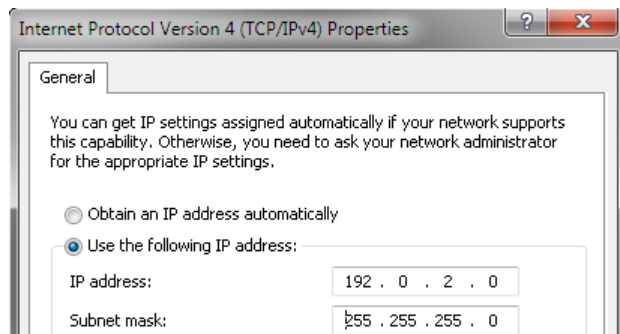 Internet Protocol Version 4 (TCP/IPv4) Properties
?
General
You can get IP settings assigned automatically if your network supports
this capability. Otherwise, you need to ask your network administrator
for the appropriate IP settings.
Obtain an IP address automatically
Use the following IP address:
IP address: 192 . 0 . 2 . 0
Subnet mask: 255 . 255 . 255 . 0